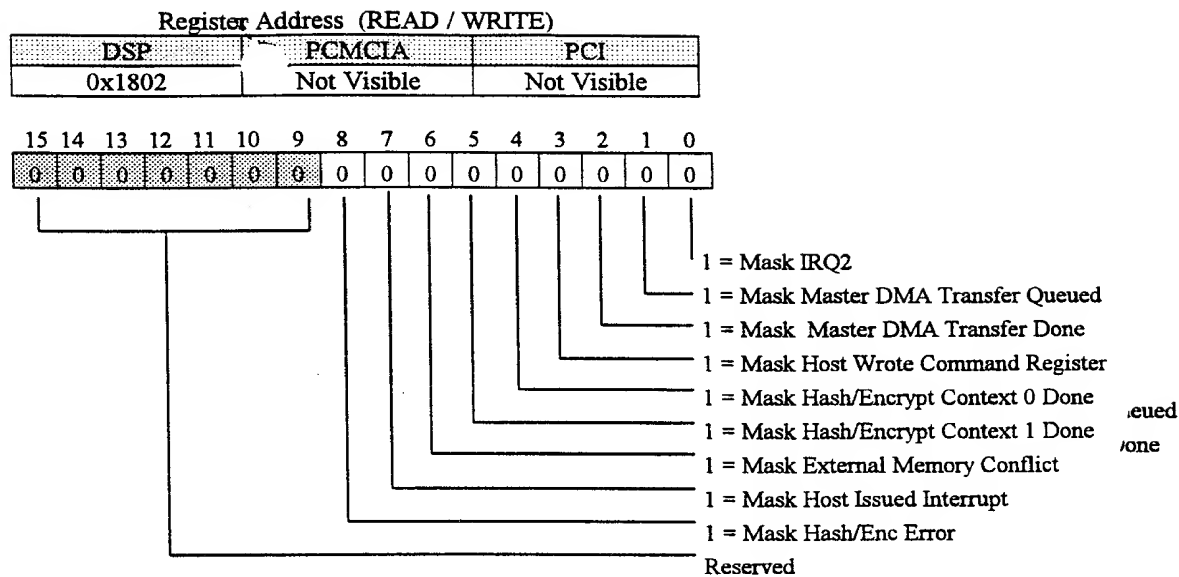 Register Address (READ / WRITE)
DSP PCMCIA PCI
0x1802 Not Visible Not Visible
15 14 13 12 11 10 9 8 7 6 5 4 3 2 1 0
0 0 0 0 0 0 0 0 0 0 0 0 0 0 0 0
1 = Mask IRQ2
1 = Mask Master DMA Transfer Queued
1 = Mask Master DMA Transfer Done
1 = Mask Host Wrote Command Register
1 = Mask Hash/Encrypt Context 0 Done
1 = Mask Hash/Encrypt Context 1 Done
1 = Mask External Memory Conflict
1 = Mask Host Issued Interrupt
1 = Mask Hash/Enc Error
Reserved